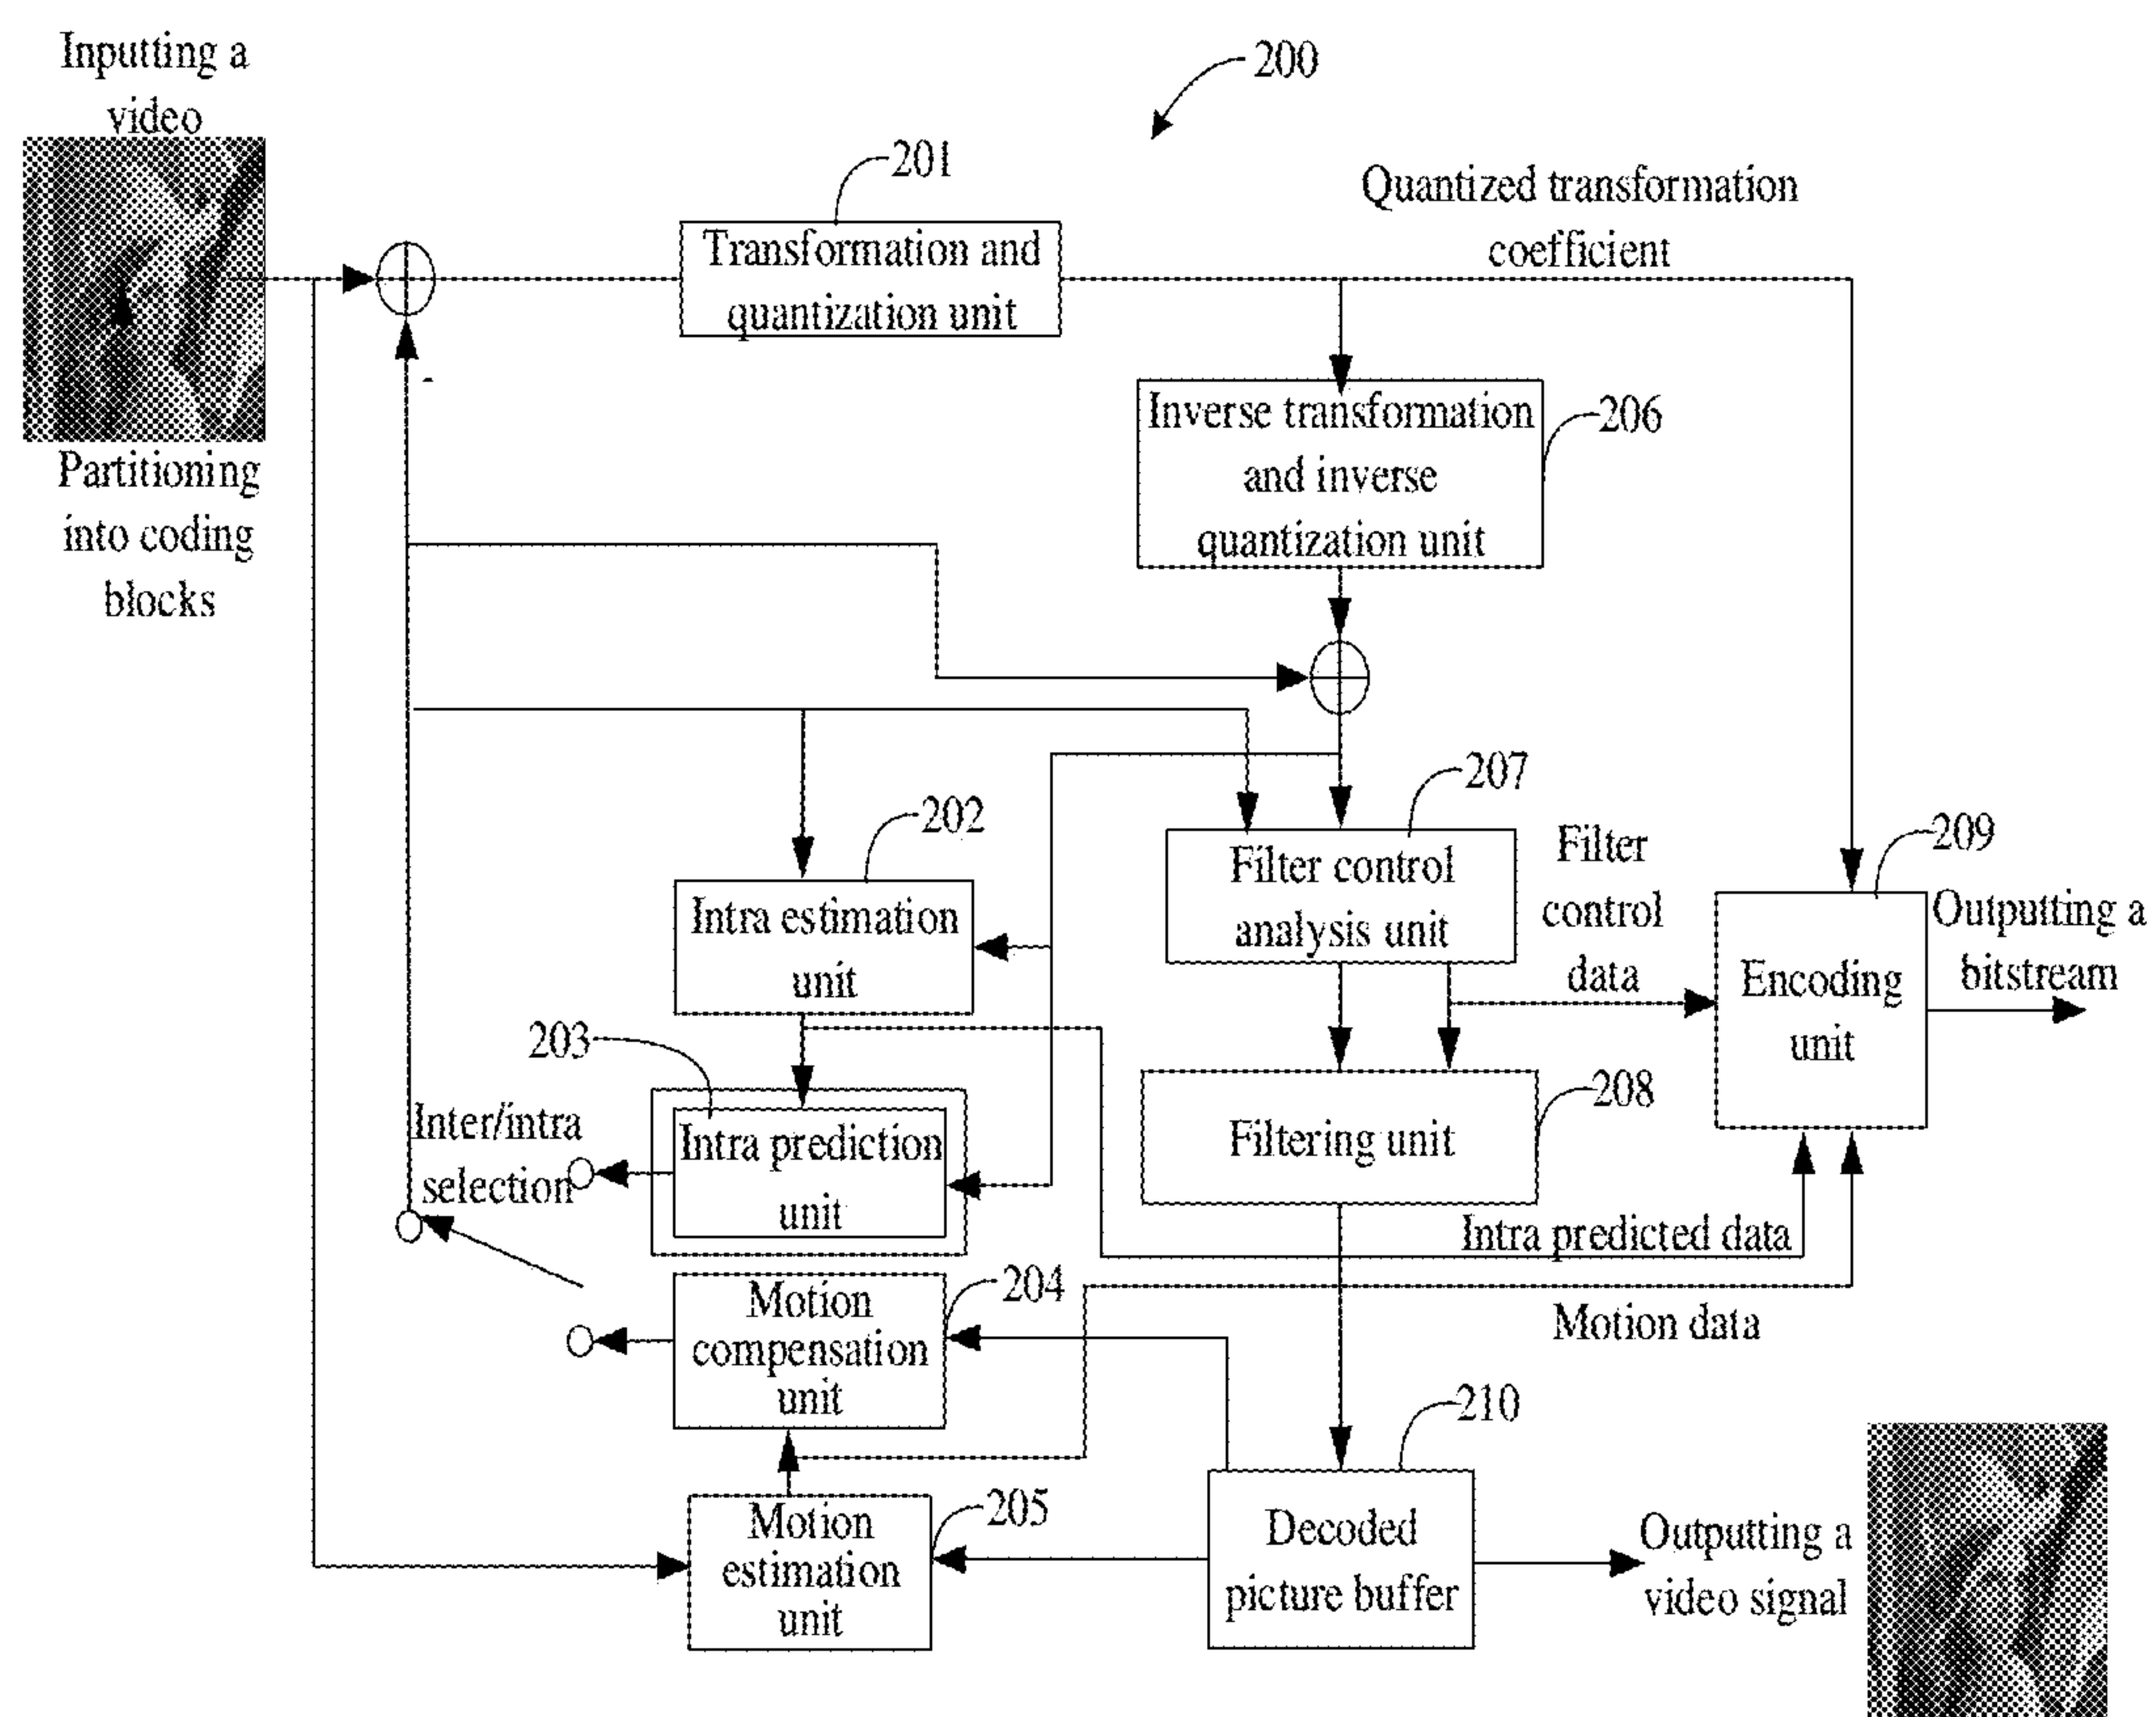 Inputting a
video
200
201
Quantized transformation
coefficient
Transformation and
quantization unit
Partitioning
into coding
blocks
-
Inverse transformation
and inverse
quantization unit
206
207
202
Filter control
analysis unit
Filter
control
data
209
Intra estimation
unit
Encoding
unit
Outputting a
bitstream
203
Inter/intra
selection
Intra prediction
unit
Filtering unit
208
Intra predicted data
Motion
compensation
unit
204
Motion data
210
Motion
estimation
unit
205
Decoded
picture buffer
Outputting a
video signal